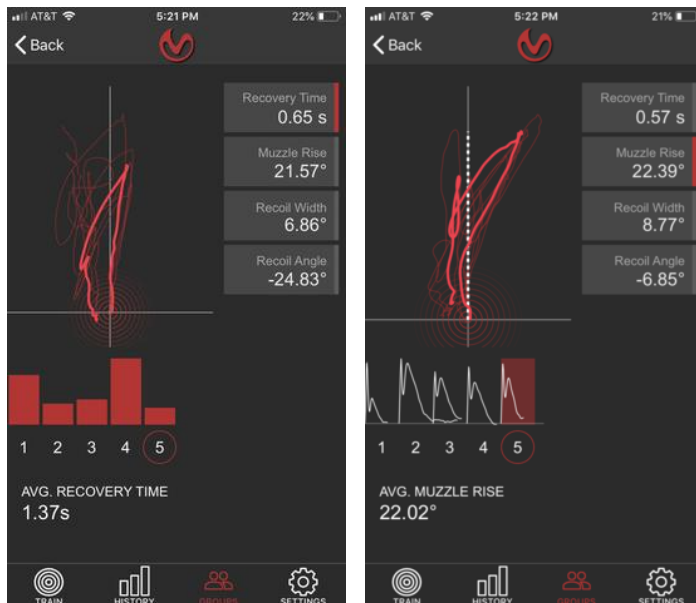 AT&T 5:21 PM 22%
Back
Recovery Time
0.65 s
Muzzle Rise
21.57°
Recoil Width
6.86°
Recoil Angle
-24.83°
1 2 3 4 5
AVG. RECOVERY TIME
1.37s
TRAIN HISTORY GROUPS SETTINGS
AT&T 5:22 PM 21%
Back
Recovery Time
0.57 s
Muzzle Rise
22.39°
Recoil Width
8.77°
Recoil Angle
-6.85°
1 2 3 4 5
AVG. MUZZLE RISE
22.02°
TRAIN HISTORY GROUPS SETTINGS